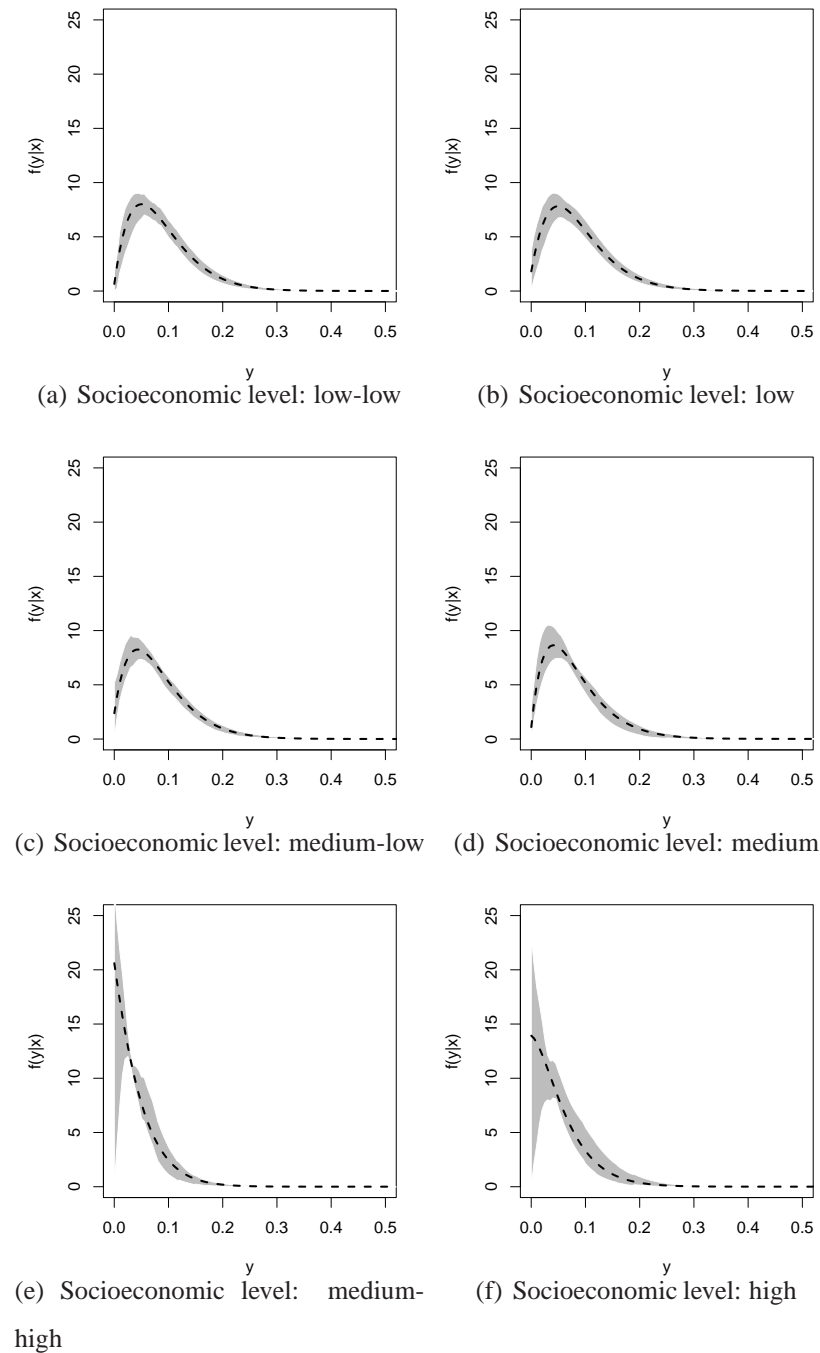 25
20
15
10
5
0
f(y|x)
0.0 0.1 0.2 0.3 0.4 0.5
y
(a) Socioeconomic level: low-low
25
20
15
10
5
0
f(y|x)
0.0 0.1 0.2 0.3 0.4 0.5
y
(b) Socioeconomic level: low
25
20
15
10
5
0
f(y|x)
0.0 0.1 0.2 0.3 0.4 0.5
y
(c) Socioeconomic level: medium-low
25
20
15
10
5
0
f(y|x)
0.0 0.1 0.2 0.3 0.4 0.5
y
(d) Socioeconomic level: medium
25
20
15
10
5
0
f(y|x)
0.0 0.1 0.2 0.3 0.4 0.5
y
(e) Socioeconomic level: medium-
high
25
20
15
10
5
0
f(y|x)
0.0 0.1 0.2 0.3 0.4 0.5
y
(f) Socioeconomic level: high